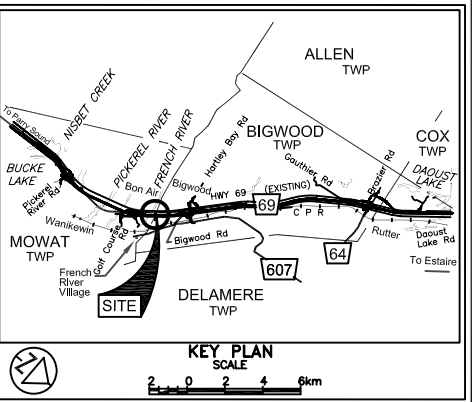 ALLEN
TWP
NISBET CREEK
To Parry Sound
PICKEREL RIVER
FRENCH RIVER
Hartley Bay Rd
BIGWOOD
TWP
Gouthier Rd
Brazier Rd
COX
TWP
DAOUST
LAKE
BUCKE
LAKE
Pickerel
River Rd
Bon Air
Bigwood
HWY 69 (EXISTING)
69
C P R
Wanikewin
Golf Course
Rd
Bigwood Rd
Rutter
Daoust
Lake Rd
MOWAT
TWP
64
607
To Estaire
French
River
Village
SITE
DELAMERE
TWP
N
KEY PLAN
SCALE
2 0 2 4 6km